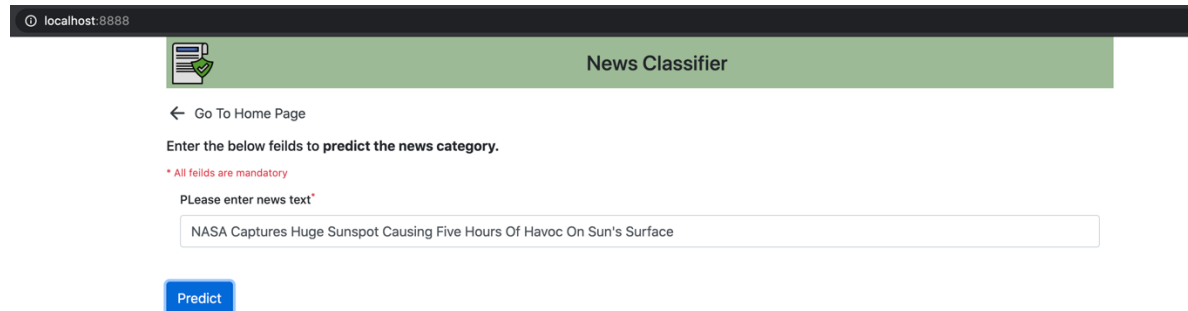 localhost:8888
News Classifier
Go To Home Page
Enter the below feilds to predict the news category.
* All feilds are mandatory
PLease enter news text*
NASA Captures Huge Sunspot Causing Five Hours Of Havoc On Sun's Surface
Predict